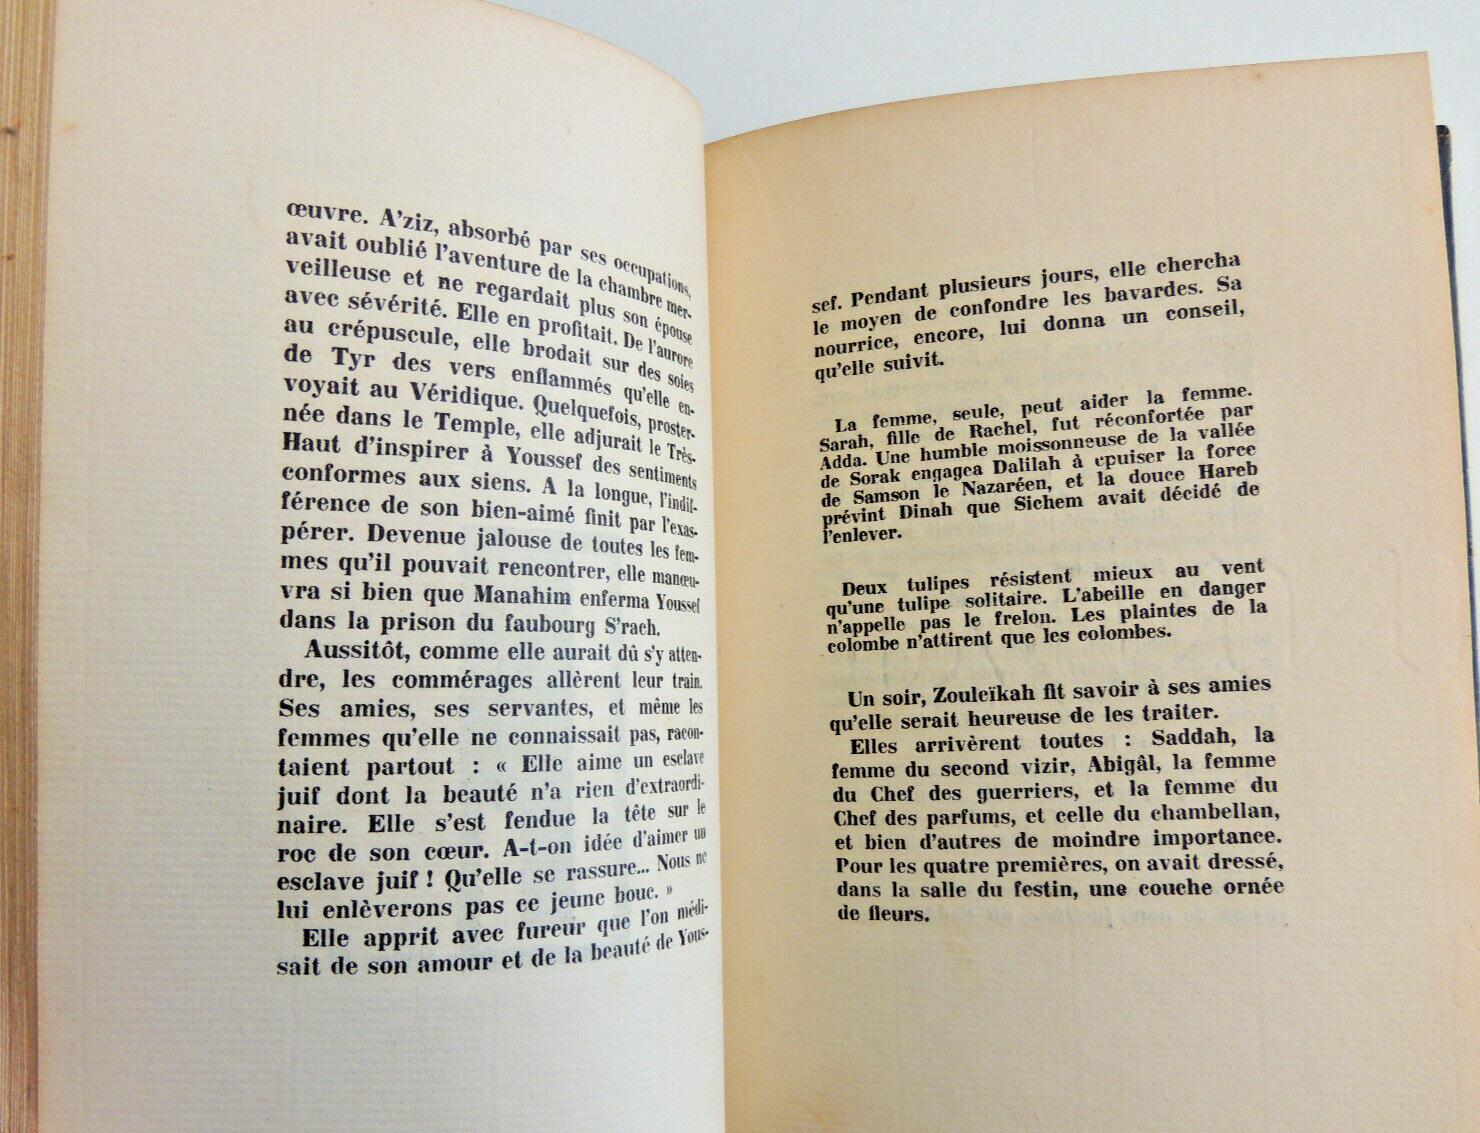 œuvre. A'ziz, absorbé par ses occupations,
avait oublié l'aventure de la chambre mer-
veilleuse et ne regardait plus son épouse
avec sévérité. Elle en profitait. De l'aurore
au crépuscule, elle brodait sur des soies
de Tyr des vers enflammés qu'elle en-
voyait au Véridique. Quelquefois, proster-
née dans le Temple, elle adjurait le Très-
Haut d'inspirer à Youssef des sentiments
conformes aux siens. A la longue, l'indif-
férence de son bien-aimé finit par l'exas-
pérer. Devenue jalouse de toutes les fem-
mes qu'il pouvait rencontrer, elle manœu-
vra si bien que Manahim enferma Youssef
dans la prison du faubourg S'rach.
Aussitôt, comme elle aurait dû s'y atten-
dre, les commérages allèrent leur train.
Ses amies, ses servantes, et même les
femmes qu'elle ne connaissait pas, racon-
taient partout : « Elle aime un esclave
juif dont la beauté n'a rien d'extraordi-
naire. Elle s'est fendue la tête sur le
roc de son cœur. A-t-on idée d'aimer un
esclave juif ! Qu'elle se rassure... Nous ne
lui enlèverons pas ce jeune bouc. »
Elle apprit avec fureur que l'on médi-
sait de son amour et de la beauté de Yous-
sef. Pendant plusieurs jours, elle chercha
le moyen de confondre les bavardes. Sa
nourrice, encore, lui donna un conseil,
qu'elle suivit.
La femme, seule, peut aider la femme.
Sarah, fille de Rachel, fut réconfortée par
Adda. Une humble moissonneuse de la vallée
de Sorak engagea Dalilah à epuiser la force
de Samson le Nazaréen, et la douce Hareb
prévint Dinah que Sichem avait décidé de
l'enlever.
Deux tulipes résistent mieux au vent
qu'une tulipe solitaire. L'abeille en danger
n'appelle pas le frelon. Les plaintes de la
colombe n'attirent que les colombes.
Un soir, Zouleïkah fit savoir à ses amies
qu'elle serait heureuse de les traiter.
Elles arrivèrent toutes : Saddah, la
femme du second vizir, Abigâl, la femme
du Chef des guerriers, et la femme du
Chef des parfums, et celle du chambellan,
et bien d'autres de moindre importance.
Pour les quatre premières, on avait dressé,
dans la salle du festin, une couche ornée
de fleurs.